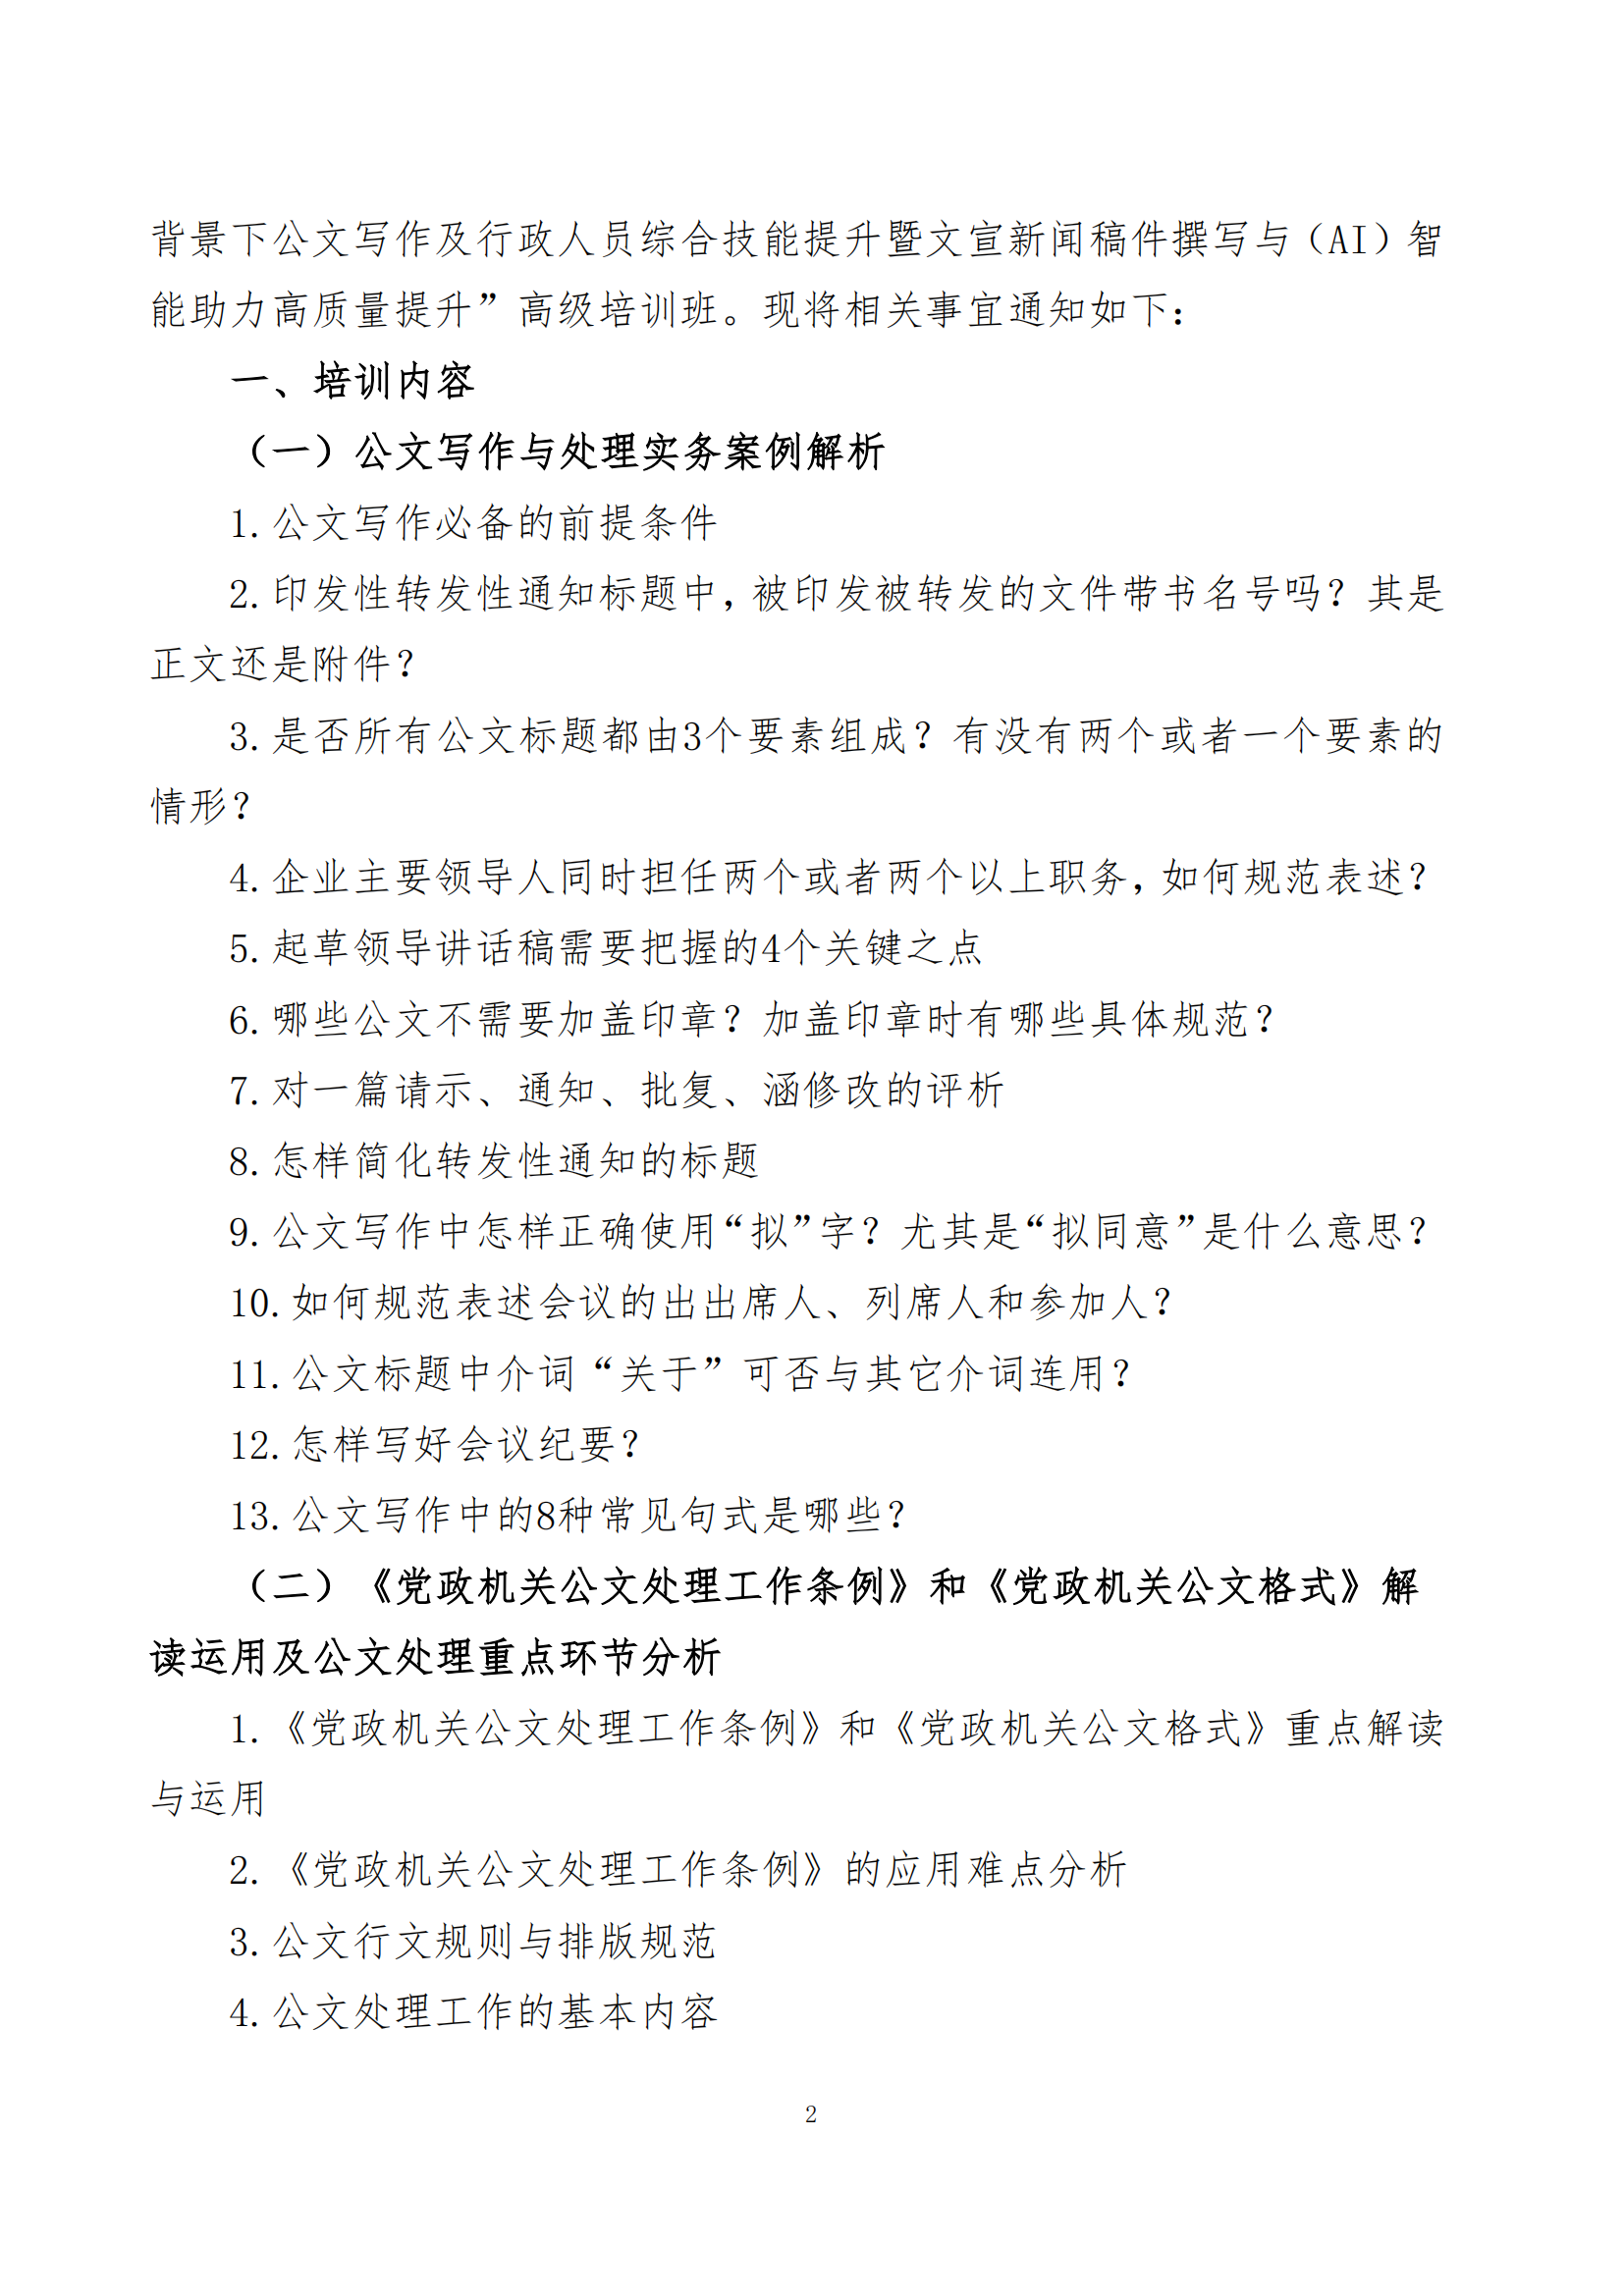 背景下公文写作及行政人员综合技能提升暨文宣新闻稿件撰写与（AI）智
能助力高质量提升”高级培训班。现将相关事宜通知如下：
一、培训内容
（一）公文写作与处理实务案例解析
1.公文写作必备的前提条件
2.印发性转发性通知标题中，被印发被转发的文件带书名号吗？其是
正文还是附件？
3.是否所有公文标题都由3个要素组成？有没有两个或者一个要素的
情形？
4.企业主要领导人同时担任两个或者两个以上职务，如何规范表述？
5.起草领导讲话稿需要把握的4个关键之点
6.哪些公文不需要加盖印章？加盖印章时有哪些具体规范？
7.对一篇请示、通知、批复、涵修改的评析
8.怎样简化转发性通知的标题
9.公文写作中怎样正确使用“拟”字？尤其是“拟同意”是什么意思？
10.如何规范表述会议的出出席人、列席人和参加人？
11.公文标题中介词“关于”可否与其它介词连用？
12.怎样写好会议纪要？
13.公文写作中的8种常见句式是哪些？
（二）《党政机关公文处理工作条例》和《党政机关公文格式》解
读运用及公文处理重点环节分析
1.《党政机关公文处理工作条例》和《党政机关公文格式》重点解读
与运用
2.《党政机关公文处理工作条例》的应用难点分析
3.公文行文规则与排版规范
4.公文处理工作的基本内容
2